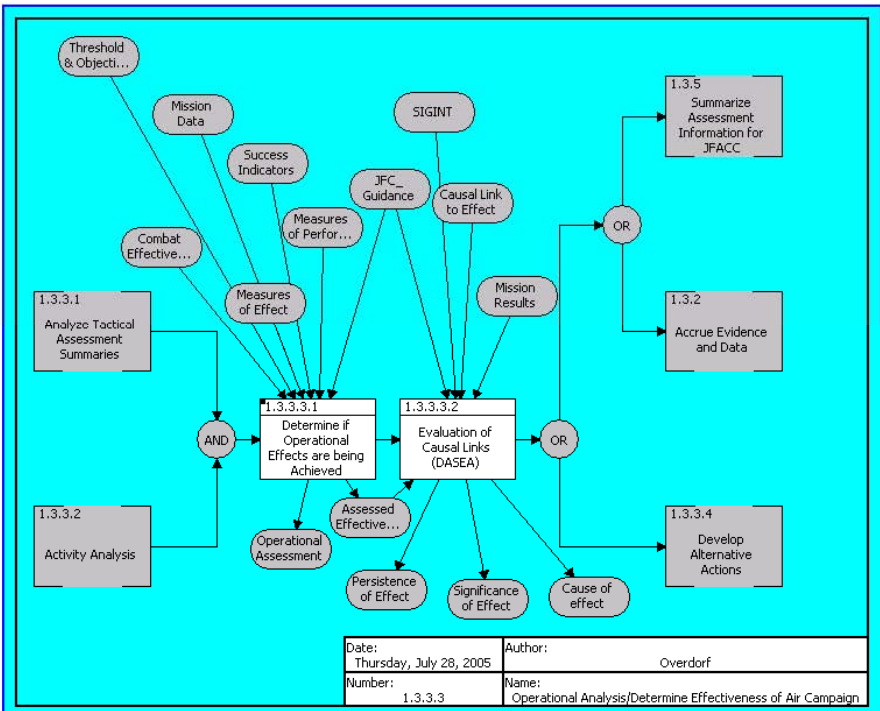 Threshold
& Objecti...
Mission
Data
Success
Indicators
SIGINT
JFC_
Guidance
Causal Link
to Effect
Measures
of Perfor...
Combat
Effective...
Measures
of Effect
Mission
Results
1.3.5
Summarize
Assessment
Information for
JFACC
OR
1.3.3.1
Analyze Tactical
Assessment
Summaries
1.3.2
Accrue Evidence
and Data
AND
1.3.3.3.1
Determine if
Operational
Effects are being
Achieved
1.3.3.3.2
Evaluation of
Causal Links
(DASEA)
OR
1.3.3.2
Activity Analysis
Operational
Assessment
Assessed
Effective...
Persistence
of Effect
Significance
of Effect
Cause of
effect
1.3.3.4
Develop
Alternative
Actions
Date:
Thursday, July 28, 2005
Author:
Overdorf
Number:
1.3.3.3
Name:
Operational Analysis/Determine Effectiveness of Air Campaign